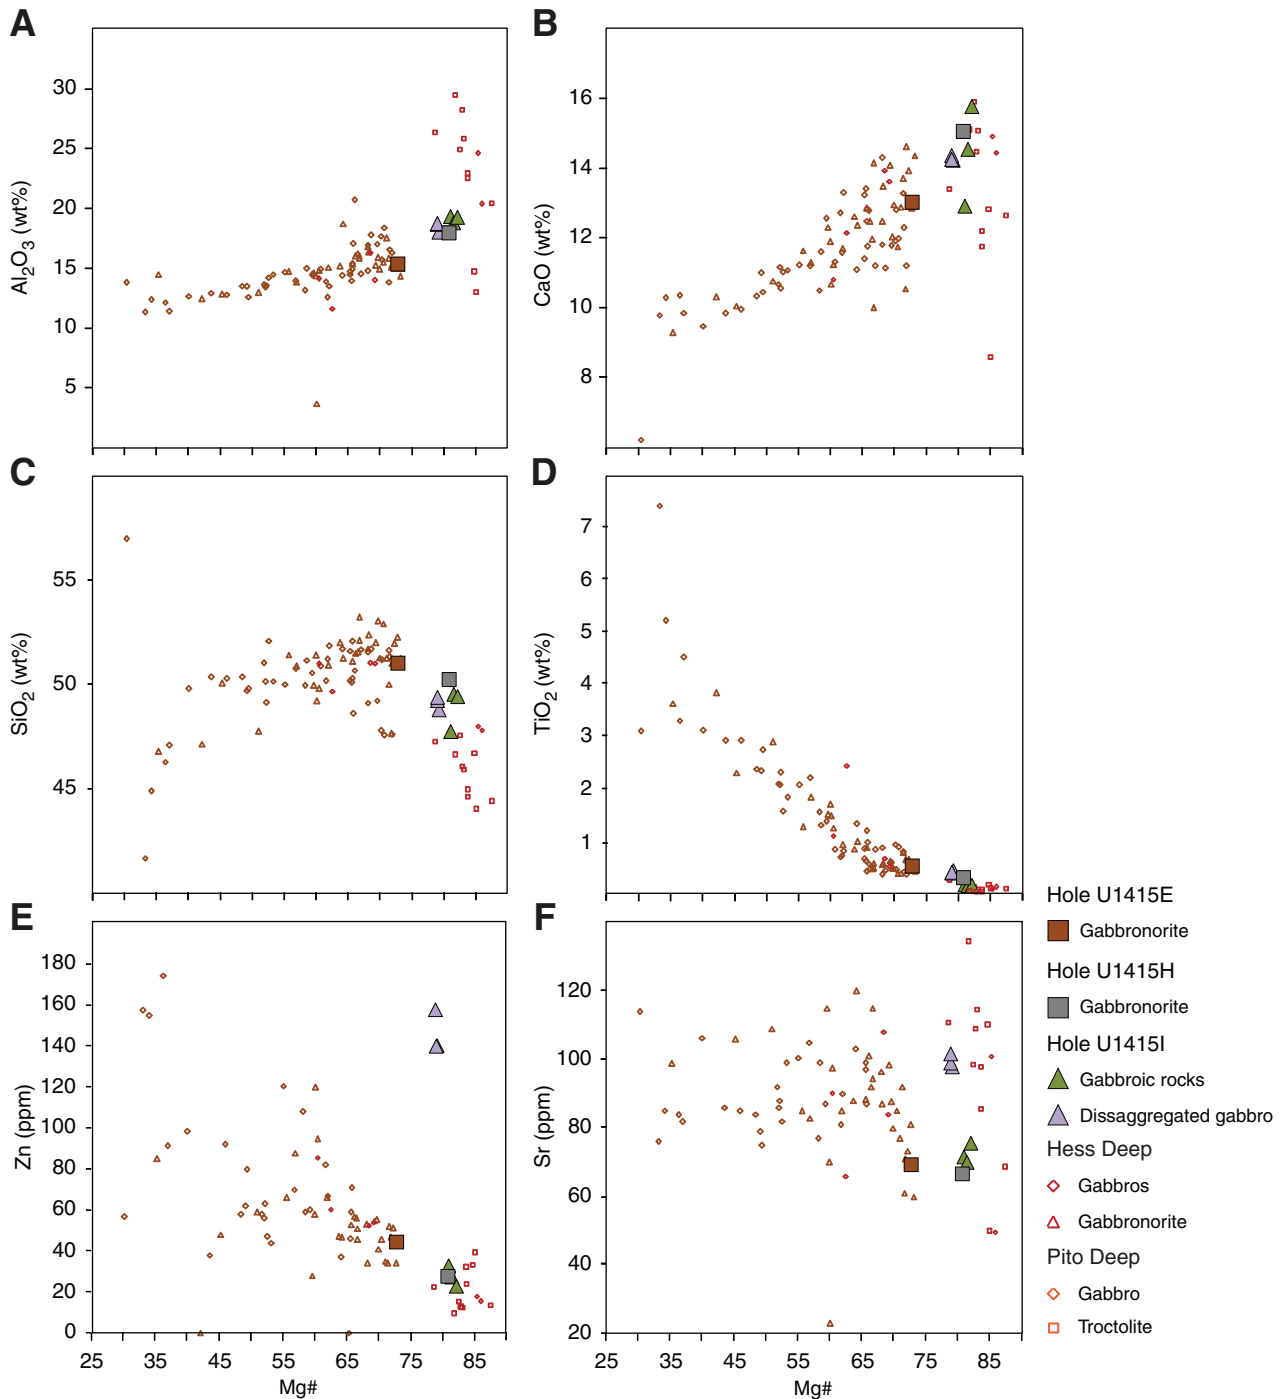 A
Al2O3 (wt%)
30
25
20
15
10
5
B
CaO (wt%)
16
14
12
10
8
C
SiO2 (wt%)
55
50
45
D
TiO2 (wt%)
7
6
5
4
3
2
1
E
Zn (ppm)
180
160
140
120
100
80
60
40
20
0
25 35 45 55 65 75 85
Mg#
F
Sr (ppm)
120
100
80
60
40
20
25 35 45 55 65 75 85
Mg#
Hole U1415E
Gabbronorite
Hole U1415H
Gabbronorite
Hole U1415I
Gabbroic rocks
Dissaggregated gabbro
Hess Deep
Gabbros
Gabbronorite
Pito Deep
Gabbro
Troctolite